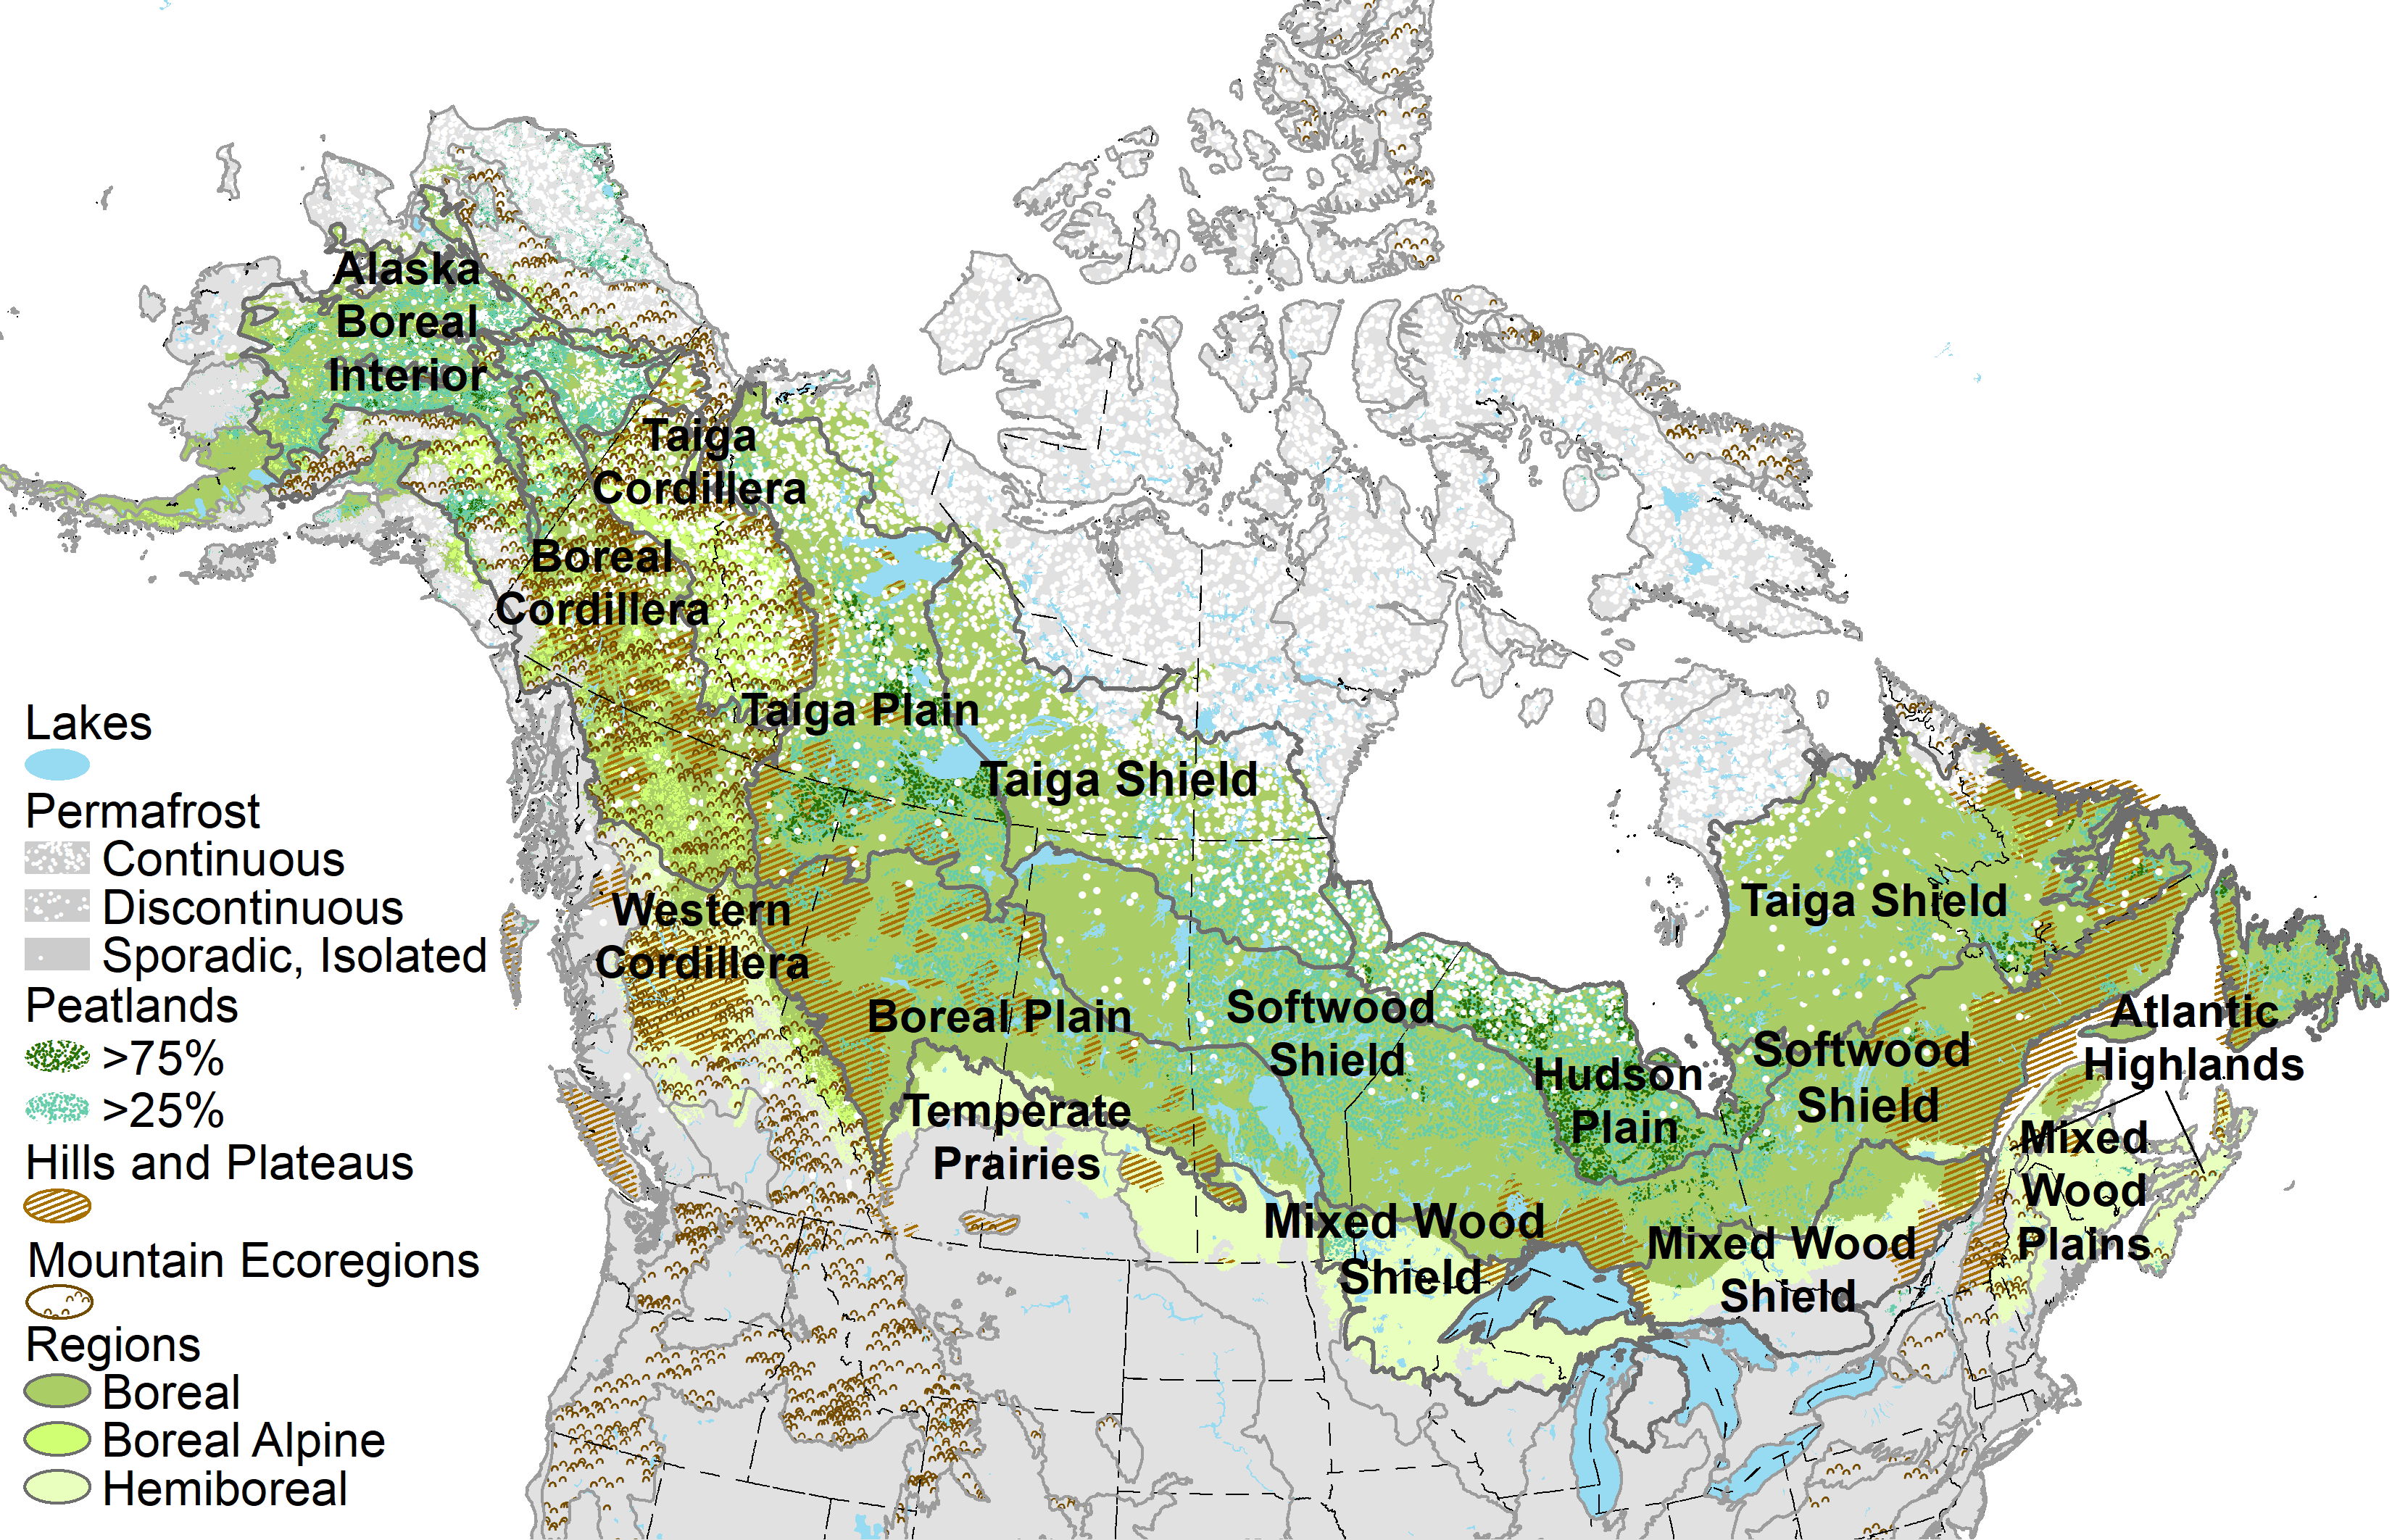 Alaska
Boreal
Interior
Taiga
Cordillera
Boreal
Cordillera
Taiga Plain
Taiga Shield
Taiga Shield
Western
Cordillera
Boreal Plain
Softwood
Shield
Hudson
Plain
Softwood
Shield
Atlantic
Highlands
Temperate
Prairies
Mixed Wood
Shield
Mixed Wood
Shield
Mixed
Wood
Plains
Lakes
Permafrost
Continuous
Discontinuous
Sporadic, Isolated
Peatlands
>75%
>25%
Hills and Plateaus
Mountain Ecoregions
Regions
Boreal
Boreal Alpine
Hemiboreal